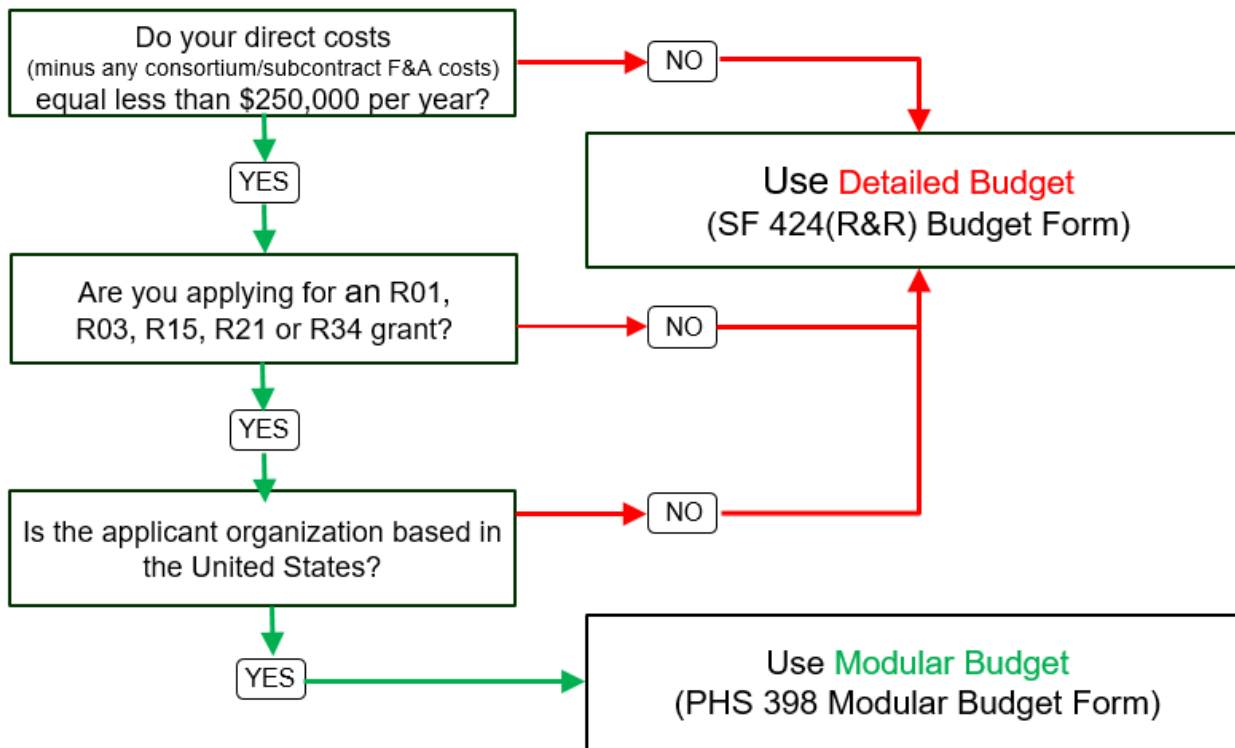 Do your direct costs
(minus any consortium/subcontract F&A costs)
equal less than $250,000 per year?
NO
YES
Use Detailed Budget
(SF 424(R&R) Budget Form)
Are you applying for an R01,
R03, R15, R21 or R34 grant?
NO
YES
Is the applicant organization based in
the United States?
NO
YES
Use Modular Budget
(PHS 398 Modular Budget Form)